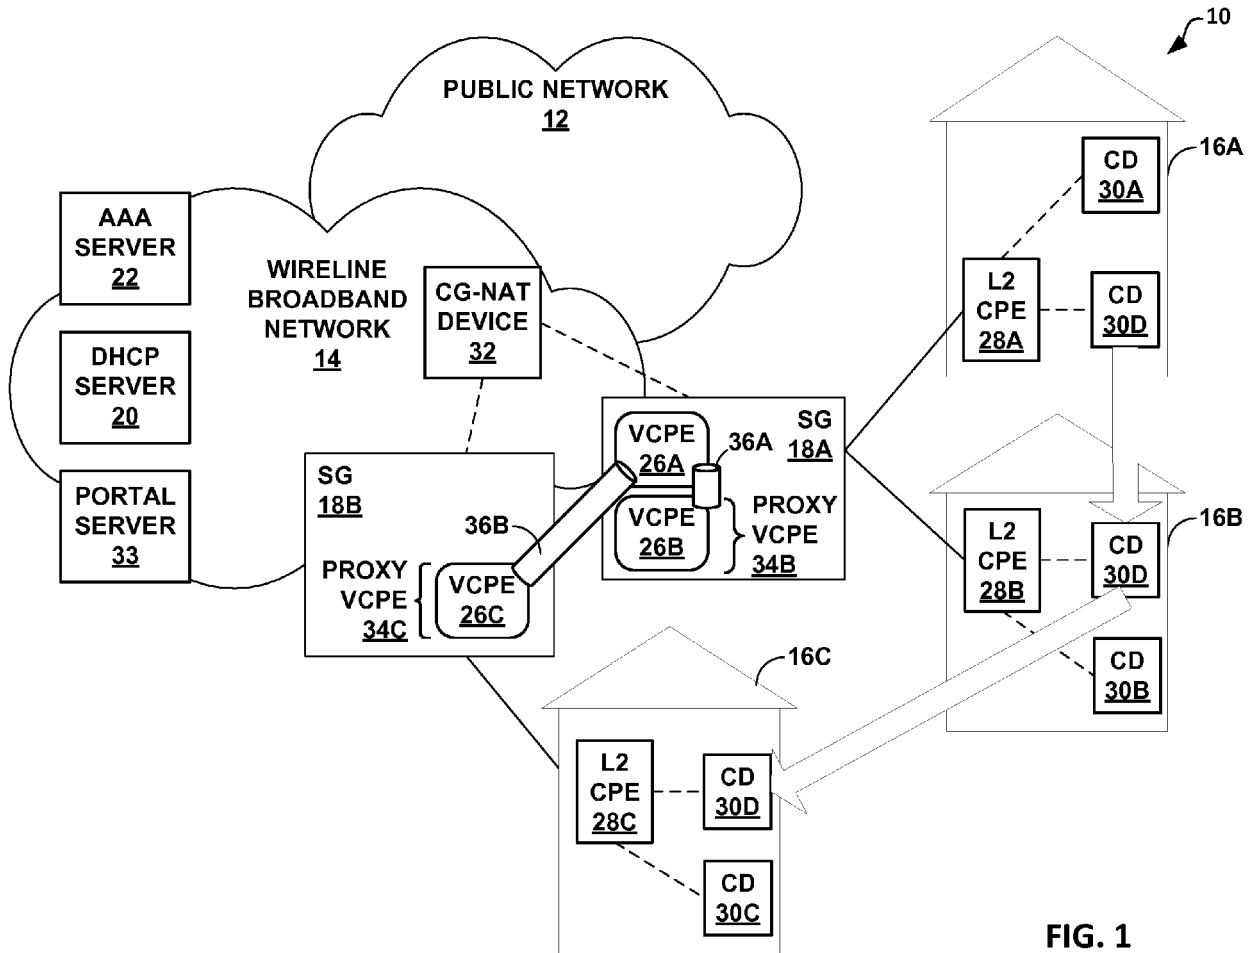 10
PUBLIC NETWORK
12
16A
CD
30A
AAA
SERVER
22
WIRELINE
BROADBAND
NETWORK
14
CG-NAT
DEVICE
32
L2
CPE
28A
CD
30D
DHCP
SERVER
20
SG
18A
VCPE
26A
36A
PORTAL
SERVER
33
SG
18B
36B
VCPE
26B
PROXY
VCPE
34B
PROXY
VCPE
34C
VCPE
26C
16B
L2
CPE
28B
CD
30D
CD
30B
16C
L2
CPE
28C
CD
30D
CD
30C
FIG. 1